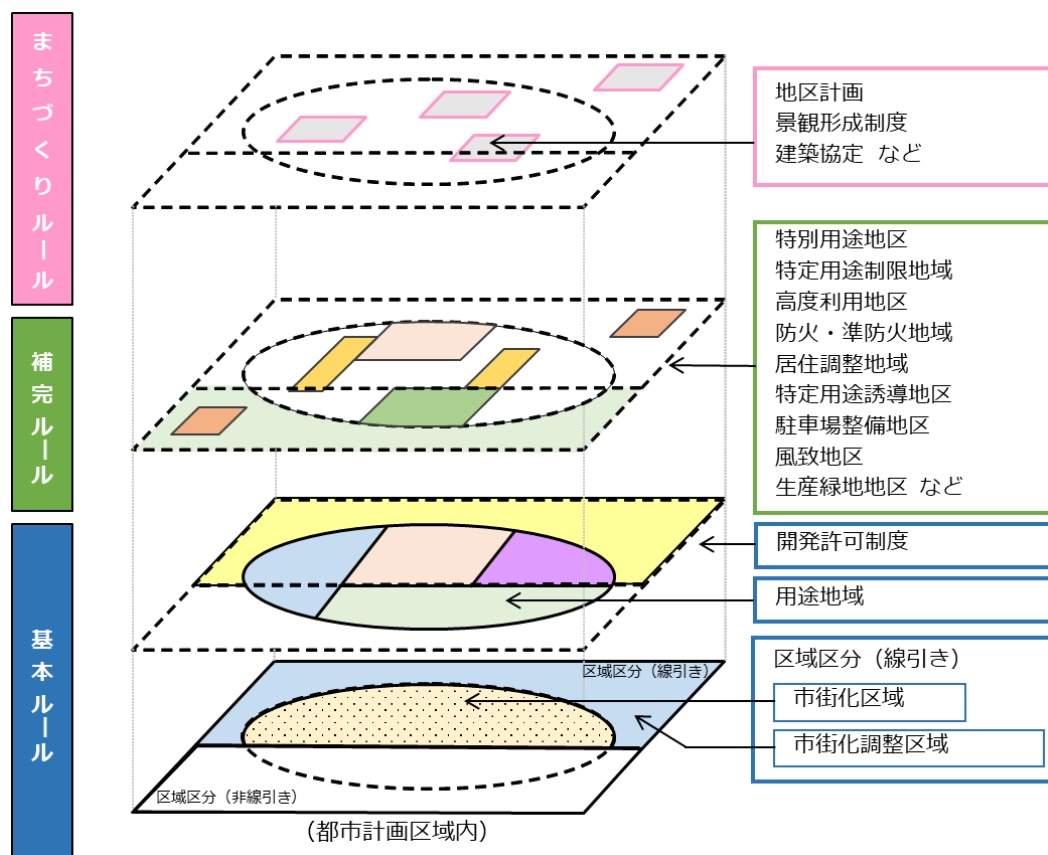 まちづくりルール
地区計画
景観形成制度
建築協定 など
補完ルール
特別用途地区
特定用途制限地域
高度利用地区
防火・準防火地域
居住調整地域
特定用途誘導地区
駐車場整備地区
風致地区
生産緑地地区 など
基本ルール
開発許可制度
用途地域
区域区分（線引き）
区域区分（線引き）
市街化区域
市街化調整区域
区域区分（非線引き）
（都市計画区域内）